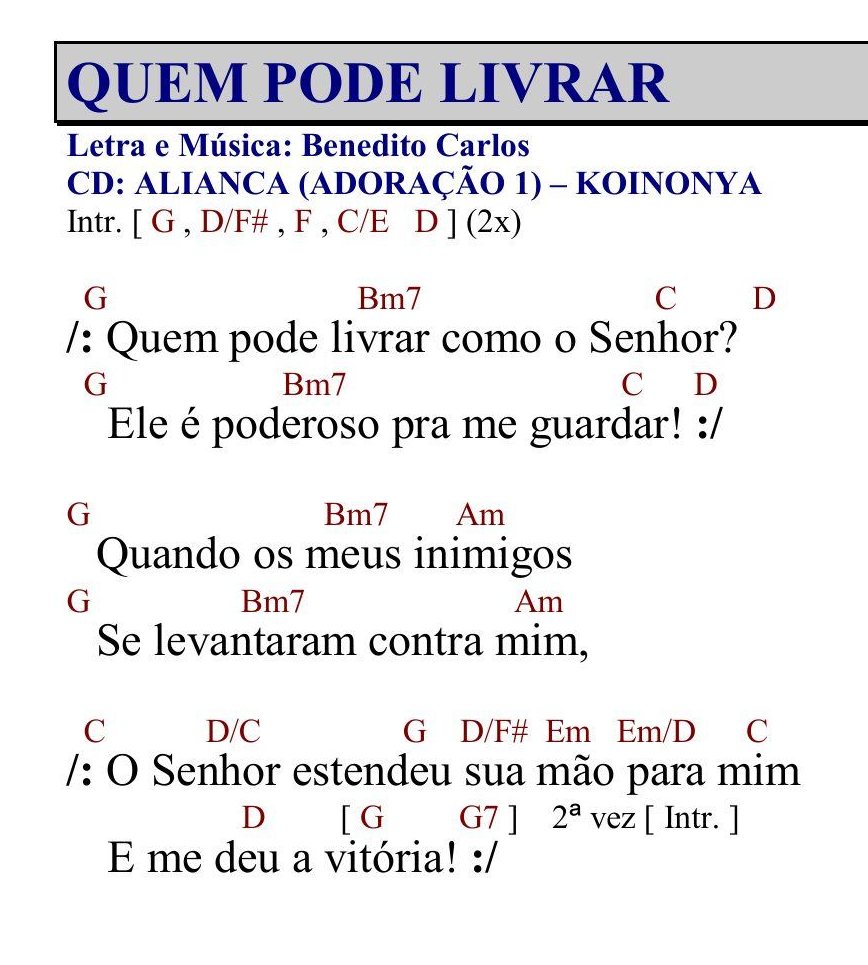 QUEM PODE LIVRAR
Letra e Música: Benedito Carlos
CD: ALIANCA (ADORAÇÃO 1) – KOINONYA
Intr. [ G , D/F# , F , C/E D ] (2x)
G Bm7 C D
/: Quem pode livrar como o Senhor?
G Bm7 C D
Ele é poderoso pra me guardar! :/
G Bm7 Am
Quando os meus inimigos
G Bm7 Am
Se levantaram contra mim,
C D/C G D/F# Em Em/D C
/: O Senhor estendeu sua mão para mim
D [ G G7 ] 2ª vez [ Intr. ]
E me deu a vitória! :/